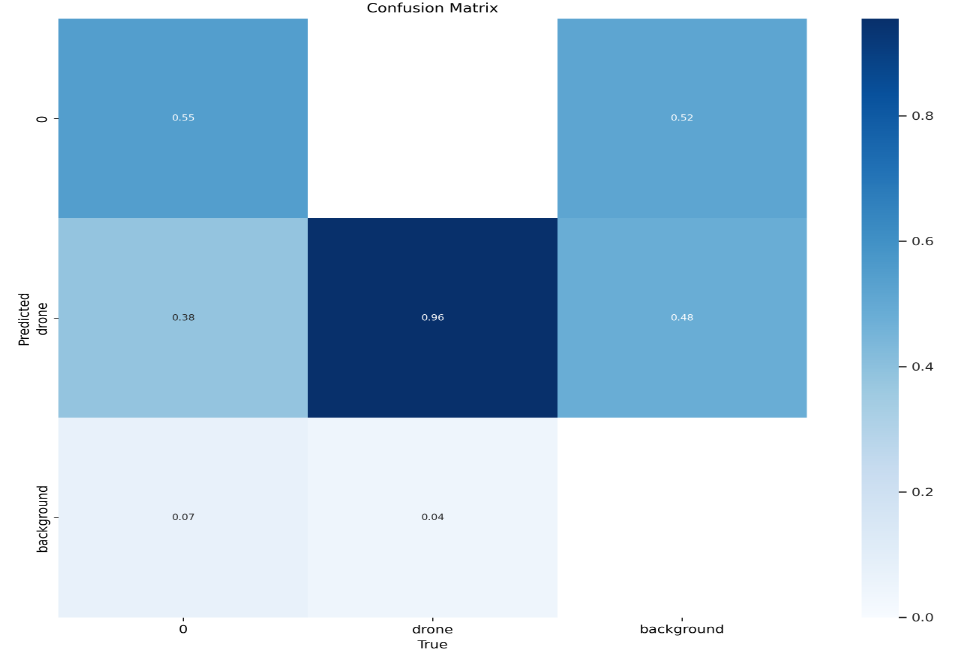 Confusion Matrix
0
0.55
0.52
0.8
0.6
Predicted
drone
0.38
0.96
0.48
0.4
background
0.07
0.04
0.2
0.0
0
drone
background
True